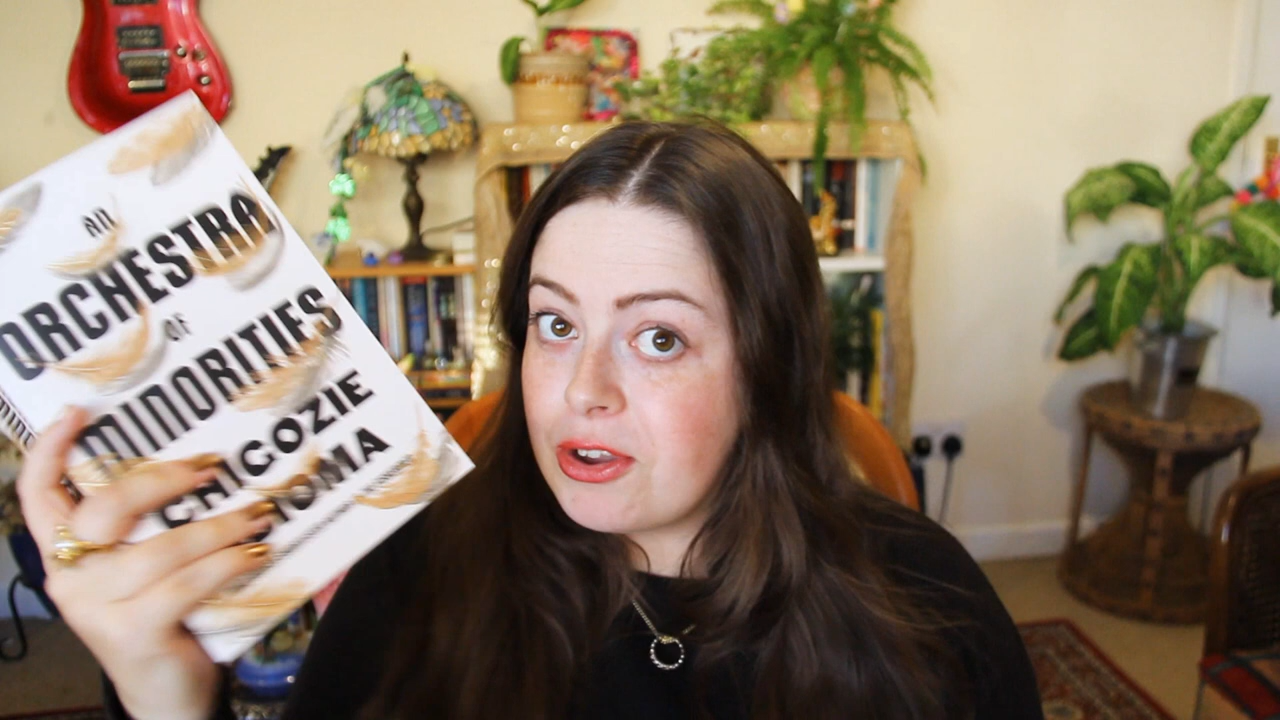 AN
ORCHESTRA
OF
MINORITIES
CHIGOZIE
OBIOMA